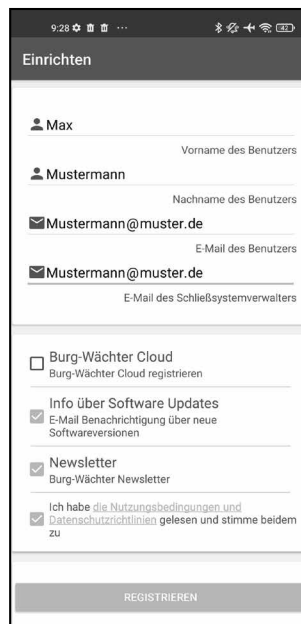 9:28 ...
42
Einrichten
Max
Vorname des Benutzers
Mustermann
Nachname des Benutzers
Mustermann@muster.de
E-Mail des Benutzers
Mustermann@muster.de
E-Mail des Schließsystemverwalters
Burg-Wächter Cloud
Burg-Wächter Cloud registrieren
Info über Software Updates
E-Mail Benachrichtigung über neue
Softwareversionen
Newsletter
Burg-Wächter Newsletter
Ich habe die Nutzungsbedingungen und
Datenschutzrichtlinien gelesen und stimme beidem
zu
REGISTRIEREN